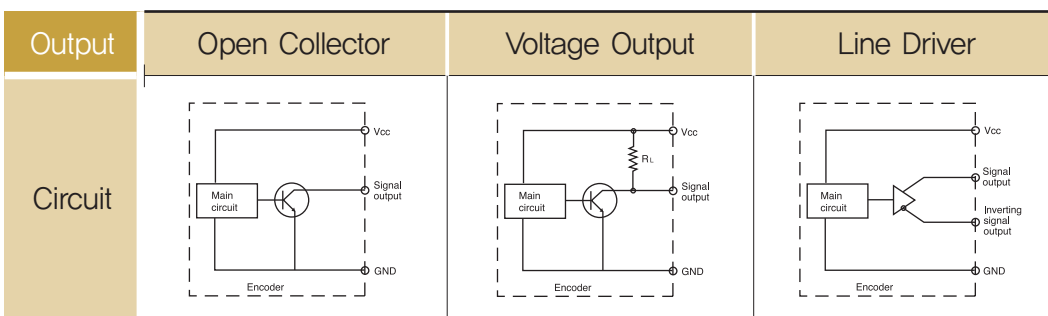 Output
Open Collector
Voltage Output
Line Driver
Circuit
Vcc
Main
circuit
Signal
output
GND
Encoder
Vcc
RL
Main
circuit
Signal
output
GND
Encoder
Vcc
Main
circuit
Signal
output
Inverting
signal
output
GND
Encoder